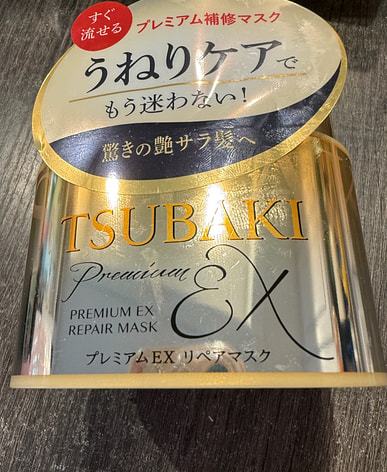 すぐ
流せる
プレミアム補修マスク
うねりケアで
もう迷わない!
驚きの艶サラ髪へ
TSUBAKI
Premium EX
PREMIUM EX
REPAIR MASK
プレミアムEX リペアマスク